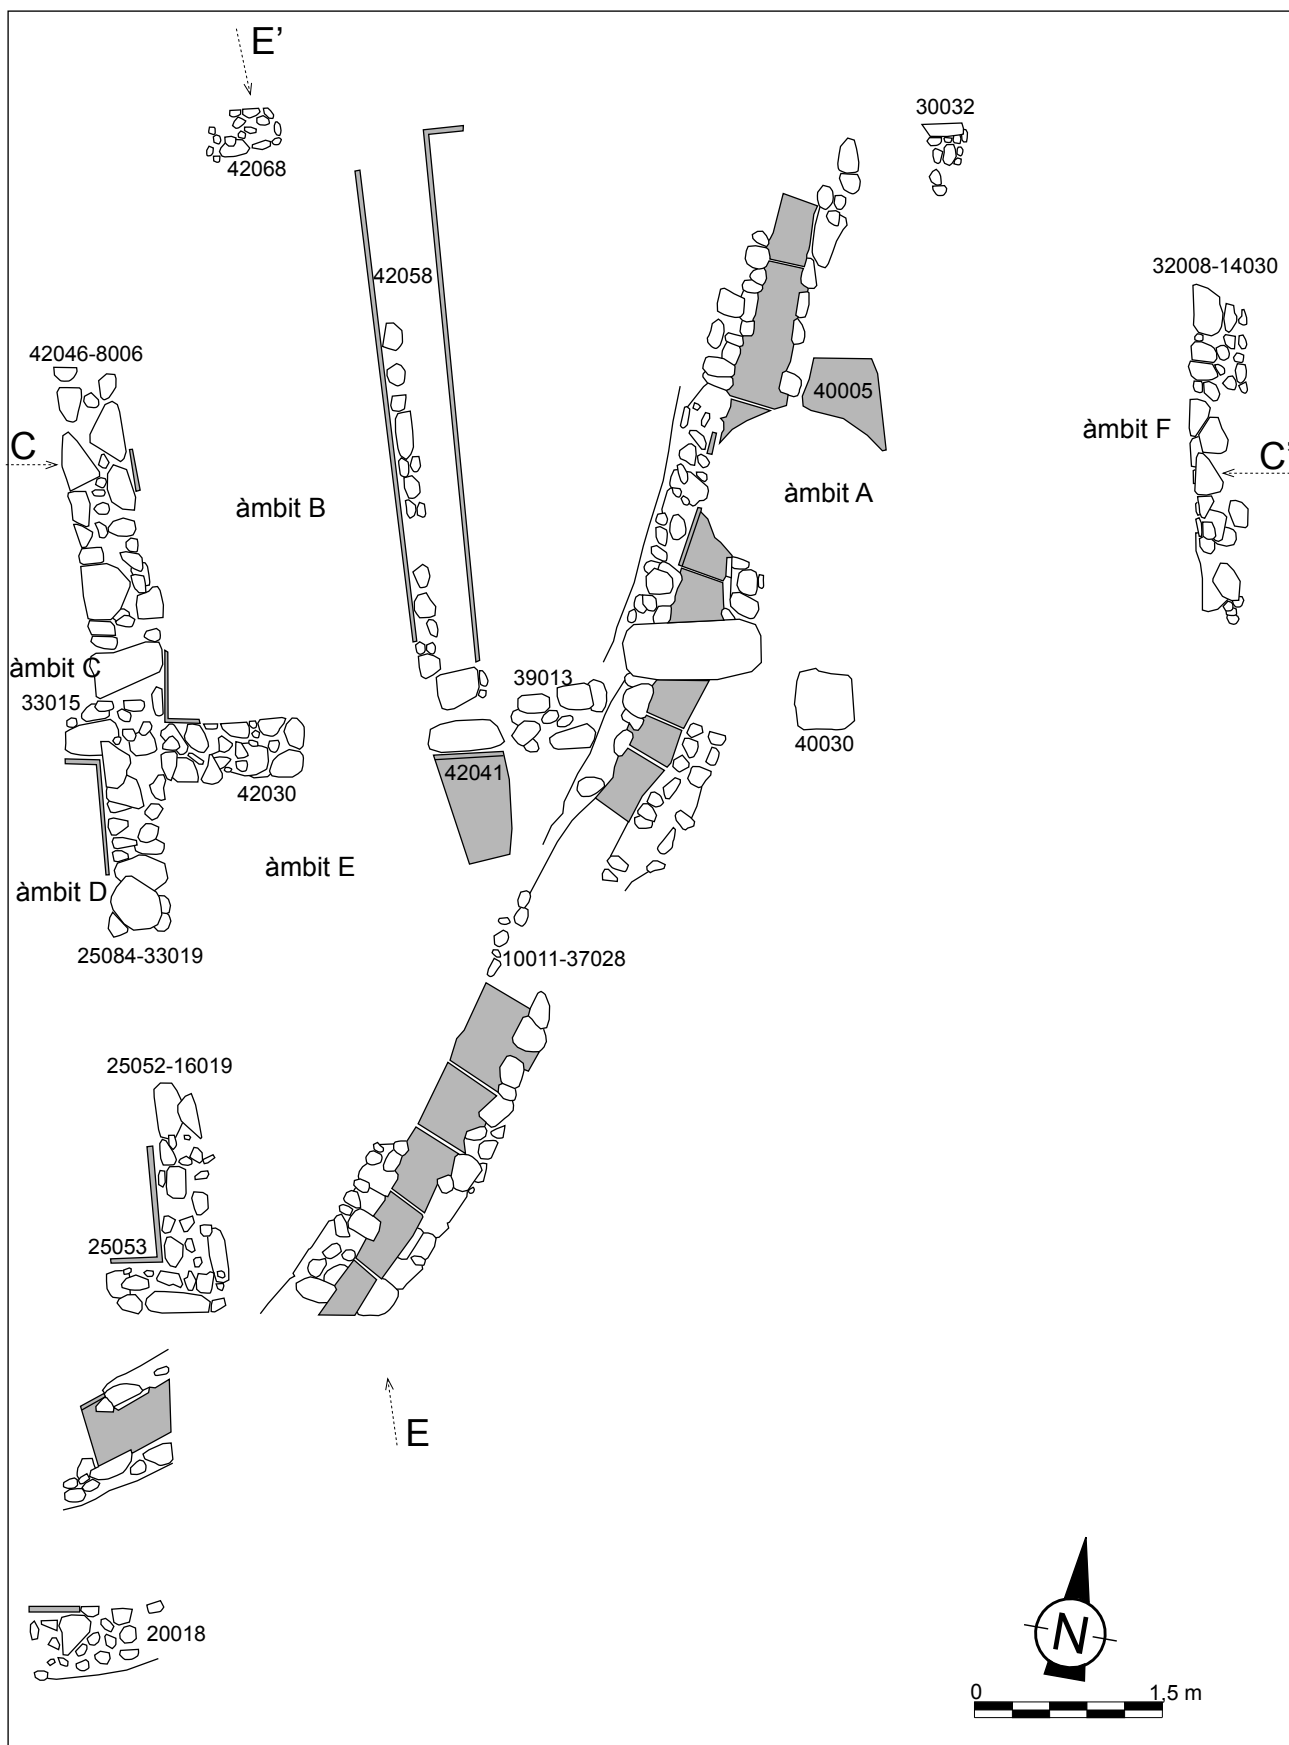 E'
42068
30032
42058
32008-14030
42046-8006
40005
C
àmbit F
C'
àmbit A
àmbit B
àmbit C
33015
39013
40030
42041
42030
àmbit E
àmbit D
25084-33019
10011-37028
25052-16019
25053
E
20018
N
0 1,5 m